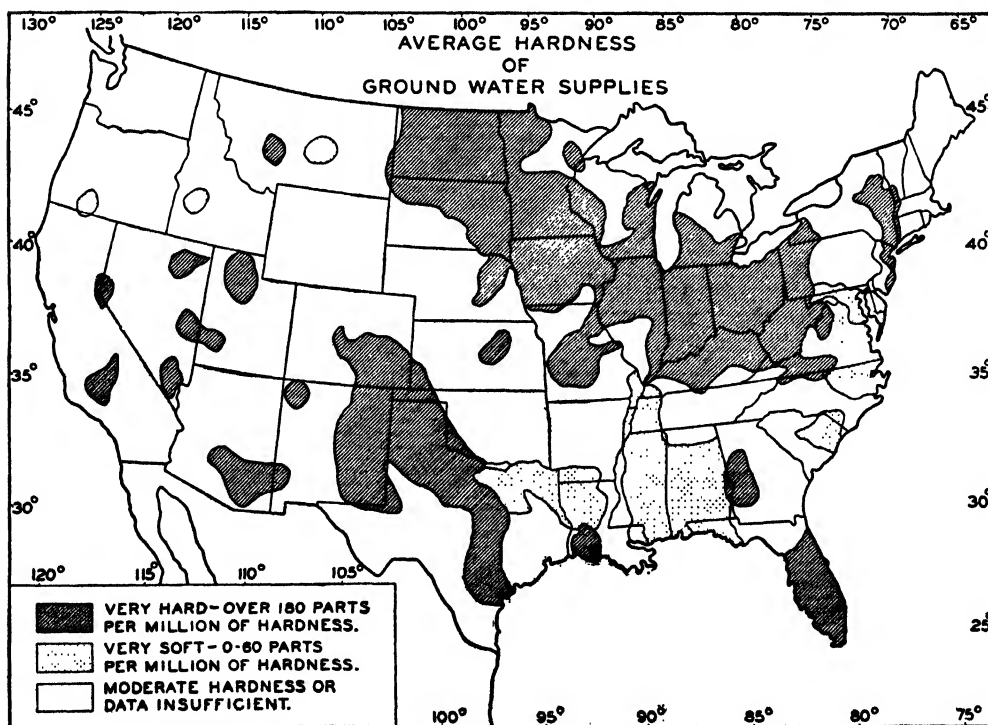 130° 125° 120° 115° 110° 105° 100° 95° 90° 85° 80° 75° 70° 65°
AVERAGE HARDNESS
OF
GROUND WATER SUPPLIES
45° 45°
40° 40°
35° 35°
30° 30°
120° 115° 110° 105°
25°
VERY HARD-OVER 180 PARTS
PER MILLION OF HARDNESS.
VERY SOFT-0-60 PARTS
PER MILLION OF HARDNESS.
MODERATE HARDNESS OR
DATA INSUFFICIENT.
100° 95° 90° 85° 80° 75°